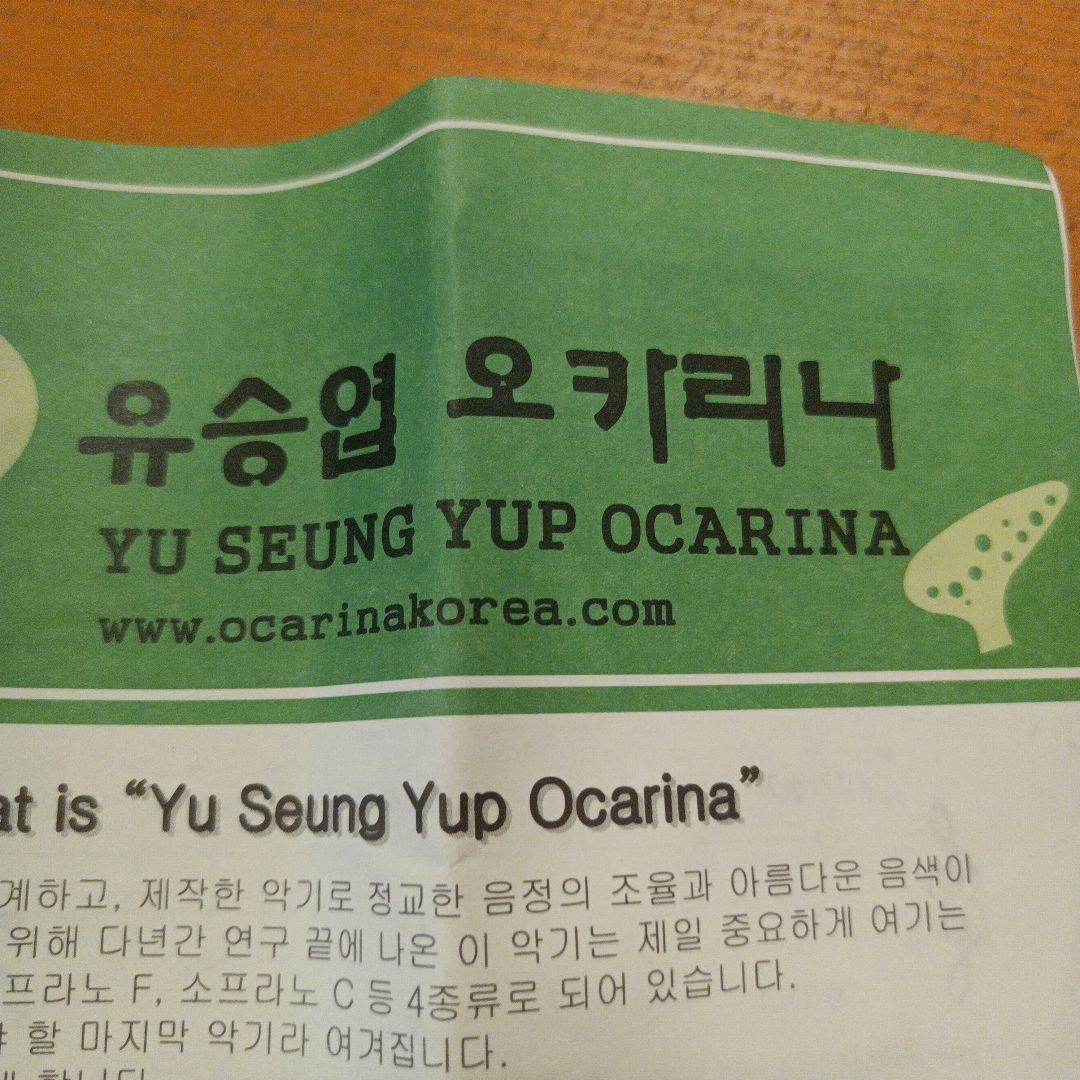 유승엽 오카리나
YU SEUNG YUP OCARINA
www.ocarinakorea.com
is “Yu Seung Yup Ocarina”
계하고, 제작한 악기로 정교한 음정의 조율과 아름다운 음색이
위해 다년간 연구 끝에 나온 이 악기는 제일 중요하게 여기는
프라노 F, 소프라노 C 등 4종류로 되어 있습니다.
할 마지막 악기라 여겨집니다.